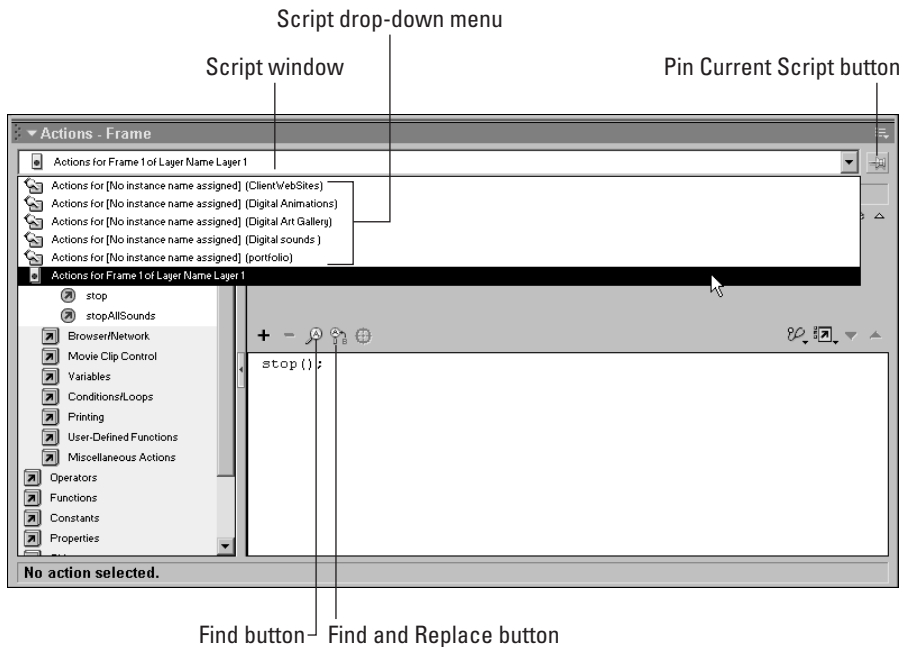 Script drop-down menu
Script window
Pin Current Script button
Actions - Frame
Actions for Frame 1 of Layer Name Layer 1
Actions for [No instance name assigned] (ClientWebSites)
Actions for [No instance name assigned] (Digital Animations)
Actions for [No instance name assigned] (Digital Art Gallery)
Actions for [No instance name assigned] (Digital sounds )
Actions for [No instance name assigned] (portfolio)
Actions for Frame 1 of Layer Name Layer 1
stop
stopAllSounds
Browser/Network
Movie Clip Control
Variables
Conditions/Loops
Printing
User-Defined Functions
Miscellaneous Actions
Operators
Functions
Constants
Properties
stop();
No action selected.
Find button
Find and Replace button